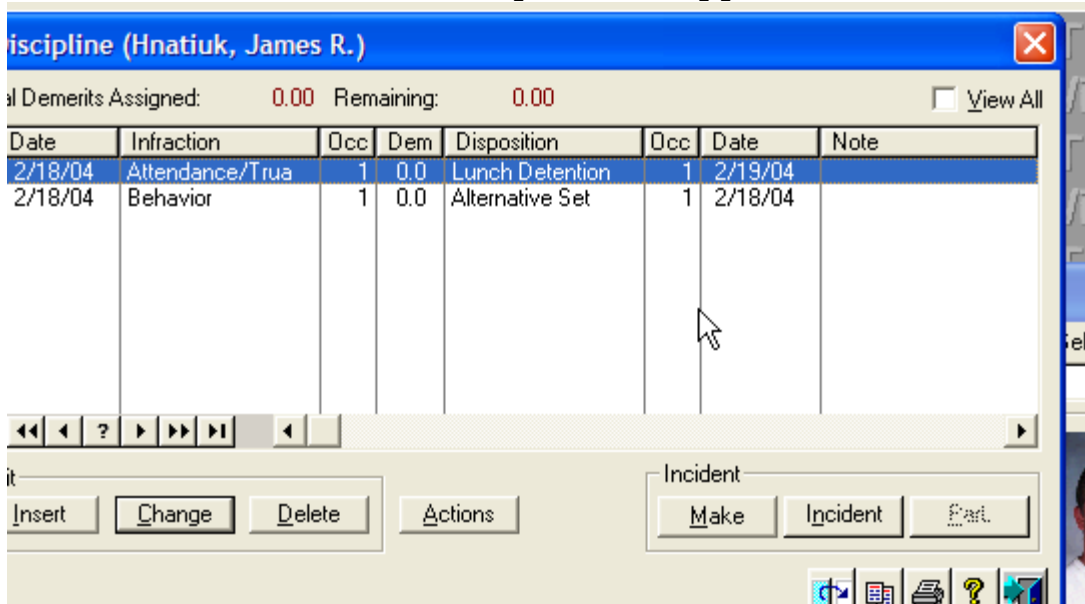 iscipline (Hnatiuk, James R.)
al Demerits Assigned: 0.00 Remaining: 0.00 View All
Date Infraction Occ Dem Disposition Occ Date Note
2/18/04 Attendance/Trua 1 0.0 Lunch Detention 1 2/19/04
2/18/04 Behavior 1 0.0 Alternative Set 1 2/18/04
?
it Incident
Insert Change Delete Actions Make Incident Part.
?